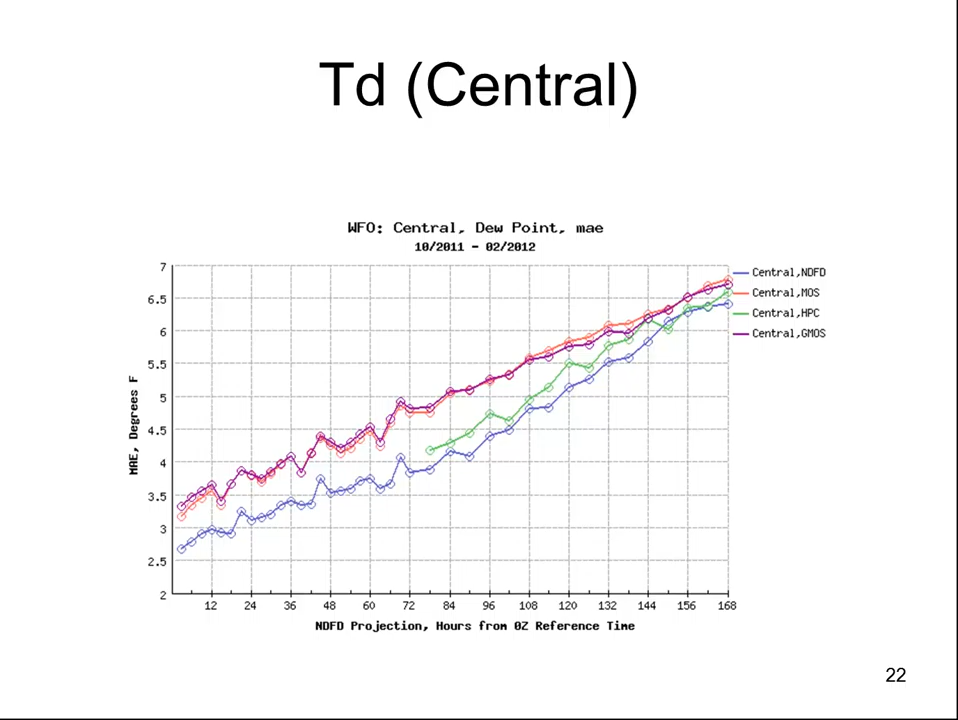 Td (Central)
WFO: Central, Dew Point, mae
10/2011 - 02/2012
7
6.5
6
5.5
5
4.5
4
3.5
3
2.5
2
MAE, Degrees F
12 24 36 48 60 72 84 96 108 120 132 144 156 168
NDFD Projection, Hours from 0Z Reference Time
Central,NDFD
Central,MOS
Central,HPC
Central,GMOS
22